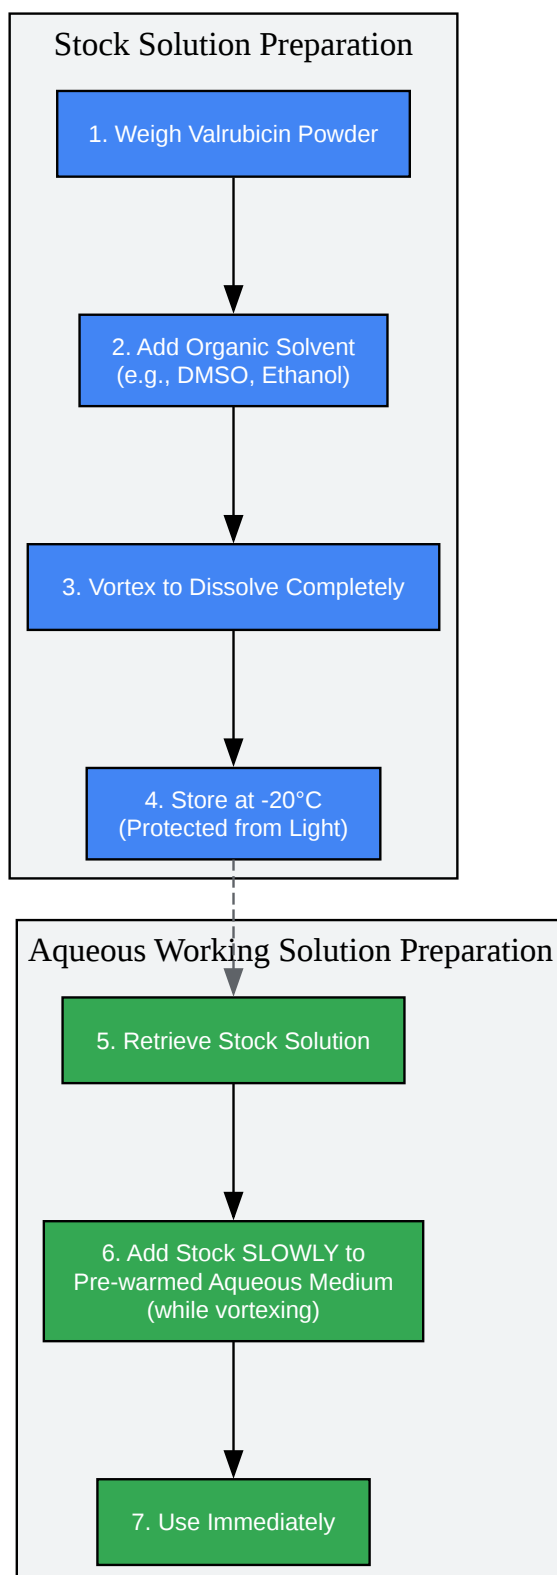 Stock Solution Preparation
1. Weigh Valrubicin Powder
2. Add Organic Solvent
(e.g., DMSO, Ethanol)
3. Vortex to Dissolve Completely
4. Store at -20°C
(Protected from Light)
Aqueous Working Solution Preparation
5. Retrieve Stock Solution
6. Add Stock SLOWLY to
Pre-warmed Aqueous Medium
(while vortexing)
7. Use Immediately